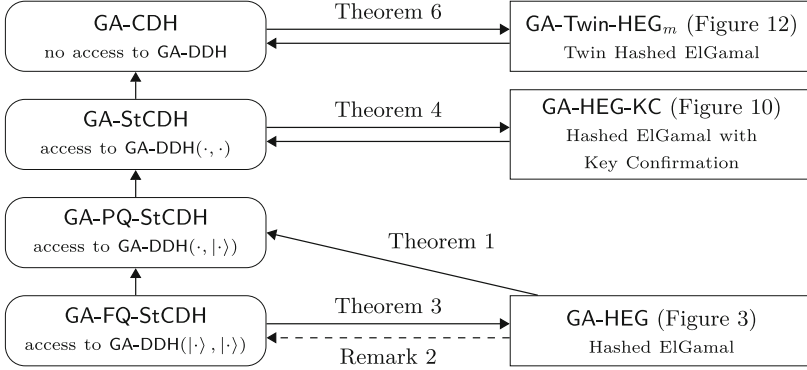 GA-CDH
no access to GA-DDH
Theorem 6
GA-Twin-HEGₘ (Figure 12)
Twin Hashed ElGamal
GA-StCDH
access to GA-DDH(·, ·)
Theorem 4
GA-HEG-KC (Figure 10)
Hashed ElGamal with
Key Confirmation
GA-PQ-StCDH
access to GA-DDH(·, |·⟩)
Theorem 1
GA-FQ-StCDH
access to GA-DDH(|·⟩ , |·⟩)
Theorem 3
Remark 2
GA-HEG (Figure 3)
Hashed ElGamal